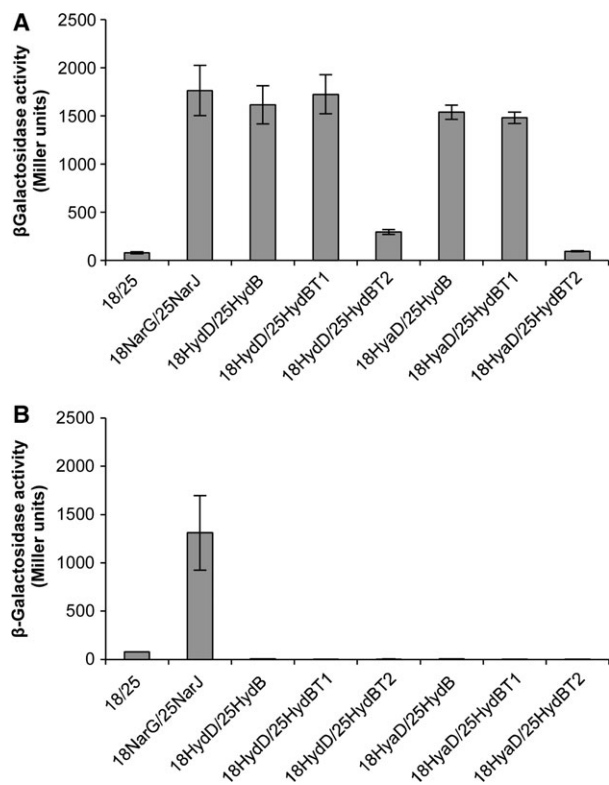 A
βGalactosidase activity
(Miller units)
2500
2000
1500
1000
500
0
18/25
18NarG/25NarJ
18HydD/25HydB
18HydD/25HydBT1
18HydD/25HydBT2
18HyaD/25HydB
18HyaD/25HydBT1
18HyaD/25HydBT2
B
β-Galactosidase activity
(Miller units)
2500
2000
1500
1000
500
0
18/25
18NarG/25NarJ
18HydD/25HydB
18HydD/25HydBT1
18HydD/25HydBT2
18HyaD/25HydB
18HyaD/25HydBT1
18HyaD/25HydBT2